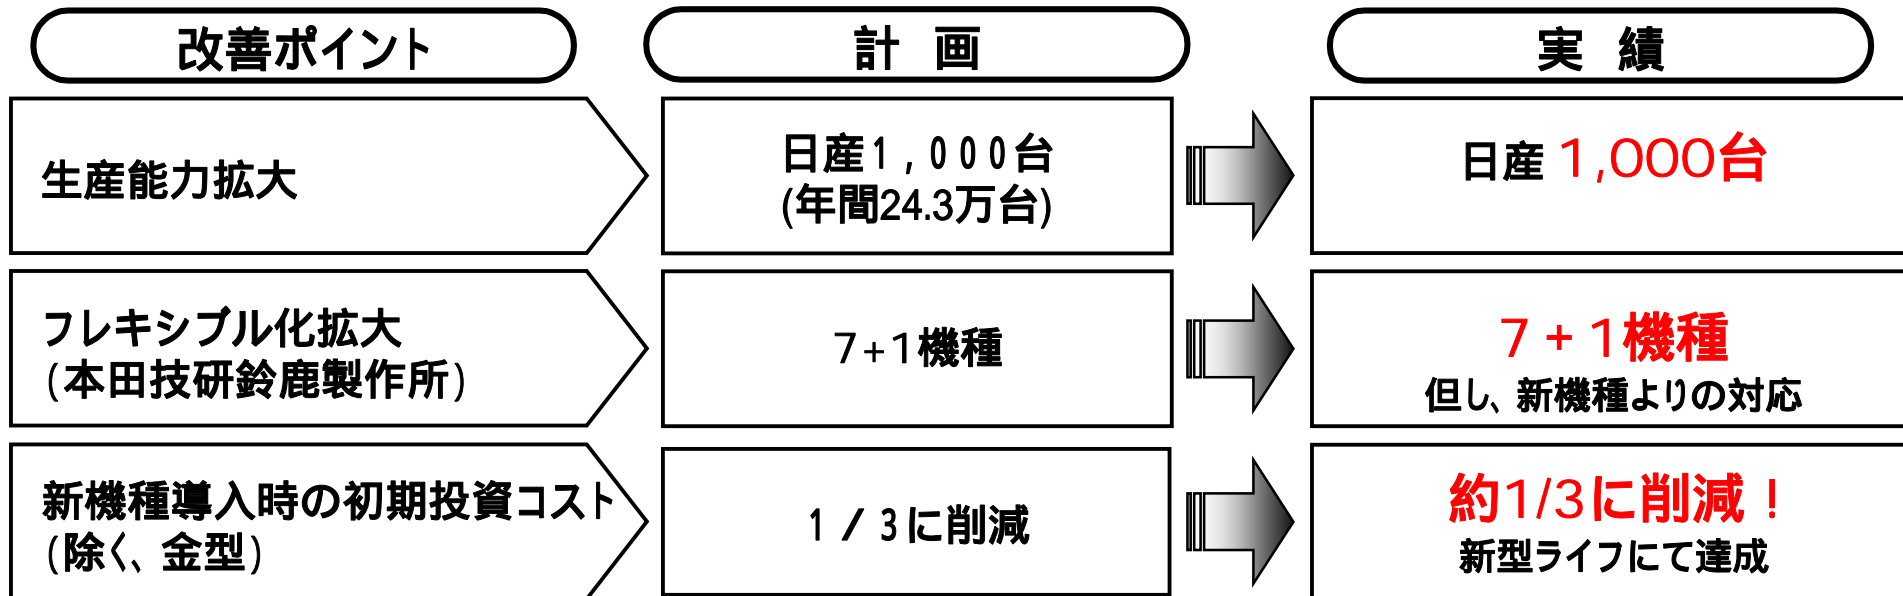 改善ポイント
計 画
実 績
生産能力拡大
日産1,000台
(年間24.3万台)
日産1,000台
フレキシブル化拡大
(本田技研鈴鹿製作所)
7+1機種
7+1機種
但し、新機種よりの対応
新機種導入時の初期投資コスト
(除く、金型)
1/3に削減
約1/3に削減!
新型ライフにて達成